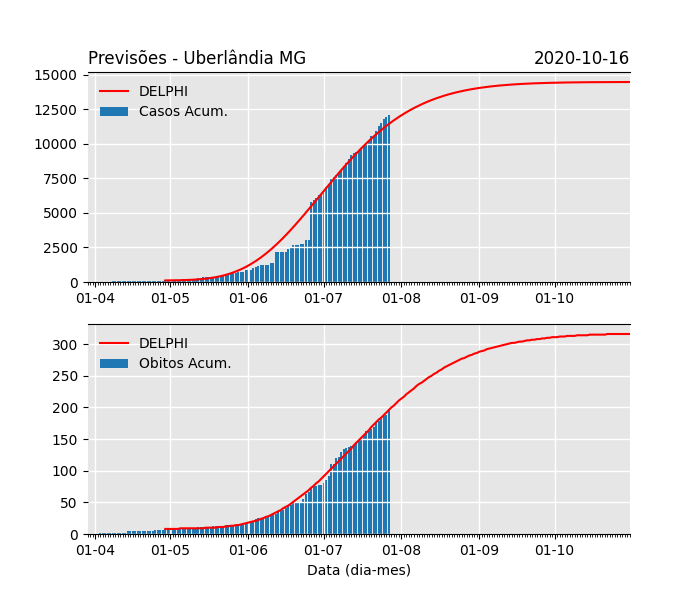 Previsões - Uberlândia MG 2020-10-16
15000
12500
10000
7500
5000
2500
0
DELPHI
Casos Acum.
01-04 01-05 01-06 01-07 01-08 01-09 01-10
300
250
200
150
100
50
0
DELPHI
Obitos Acum.
01-04 01-05 01-06 01-07 01-08 01-09 01-10
Data (dia-mes)